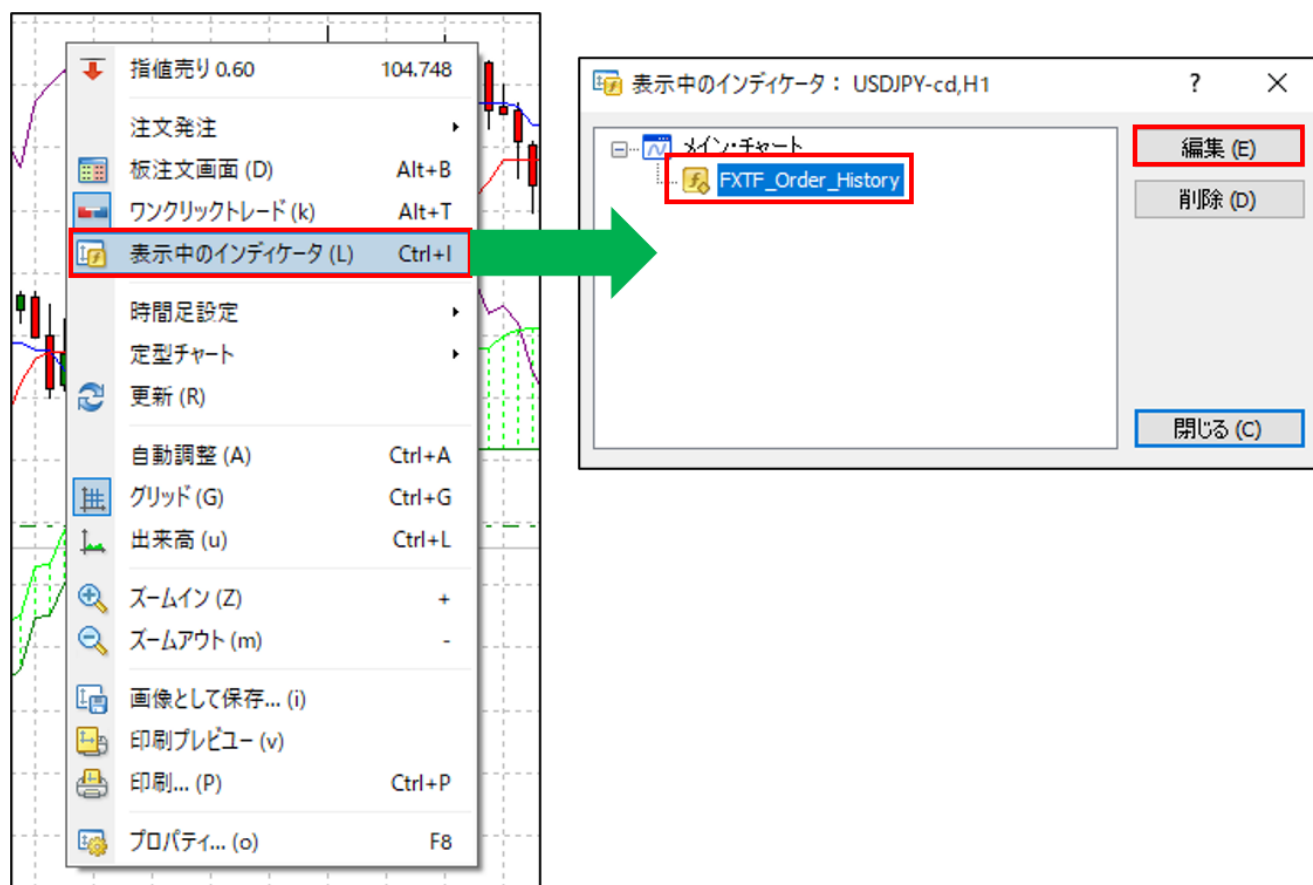 指値売り 0.60 104.748
注文発注
板注文画面 (D) Alt+B
ワンクリックトレード (k) Alt+T
表示中のインディケータ (L) Ctrl+I
時間足設定
定型チャート
更新 (R)
自動調整 (A) Ctrl+A
グリッド (G) Ctrl+G
出来高 (u) Ctrl+L
ズームイン (Z) +
ズームアウト (m) -
画像として保存... (i)
印刷プレビュー (v)
印刷... (P) Ctrl+P
プロパティ... (o) F8
表示中のインディケータ： USDJPY-cd,H1 ?
メイン・チャート
FXTF_Order_History
編集 (E)
削除 (D)
閉じる (C)